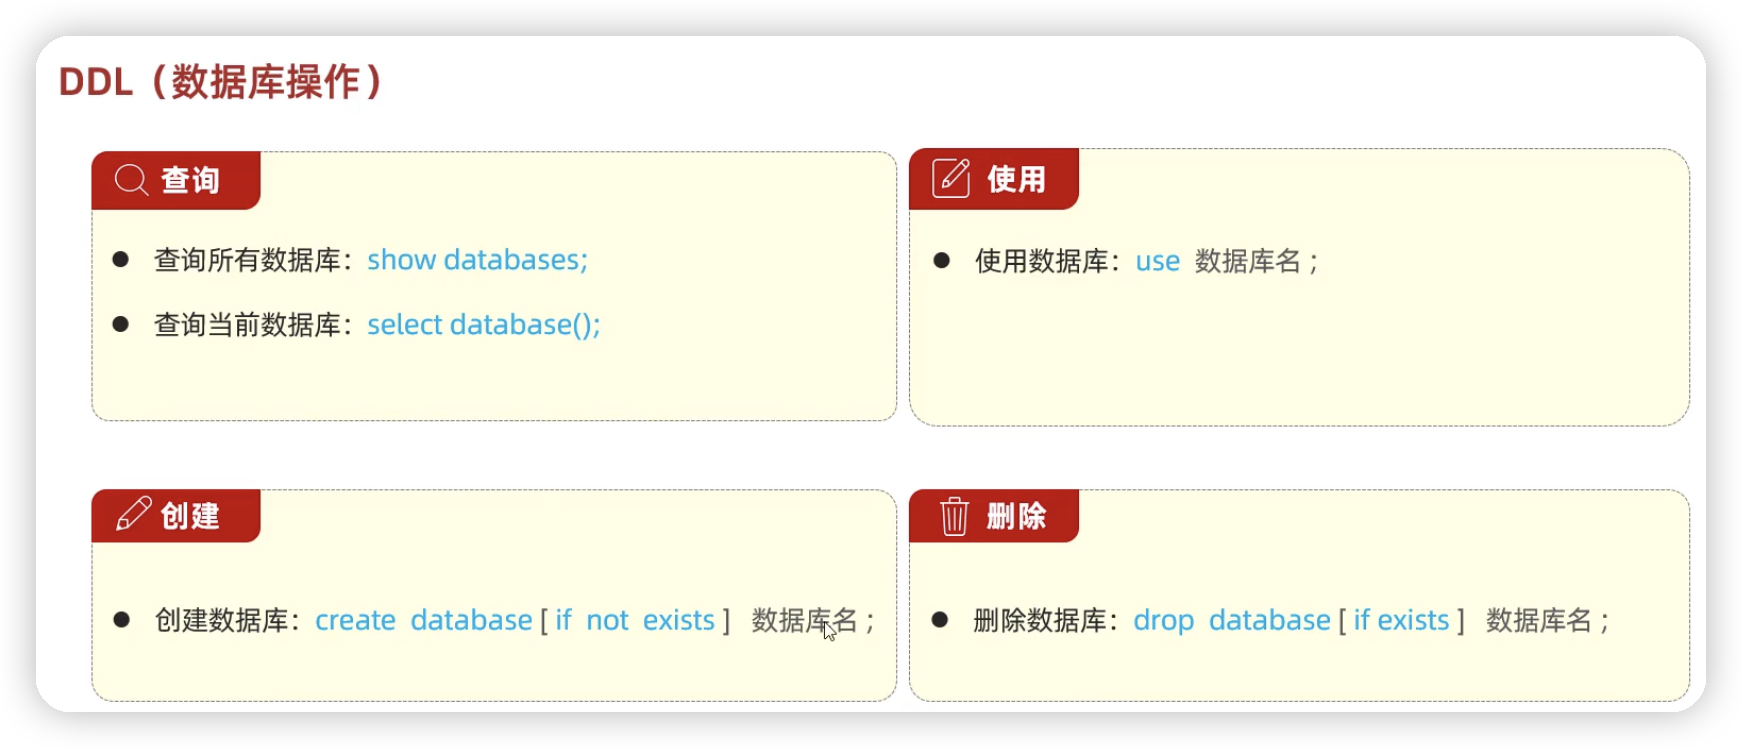 DDL（数据库操作）
查询
查询所有数据库：show databases;
查询当前数据库：select database();
使用
使用数据库：use 数据库名 ;
创建
创建数据库：create database [ if not exists ] 数据库名 ;
删除
删除数据库：drop database [ if exists ] 数据库名 ;